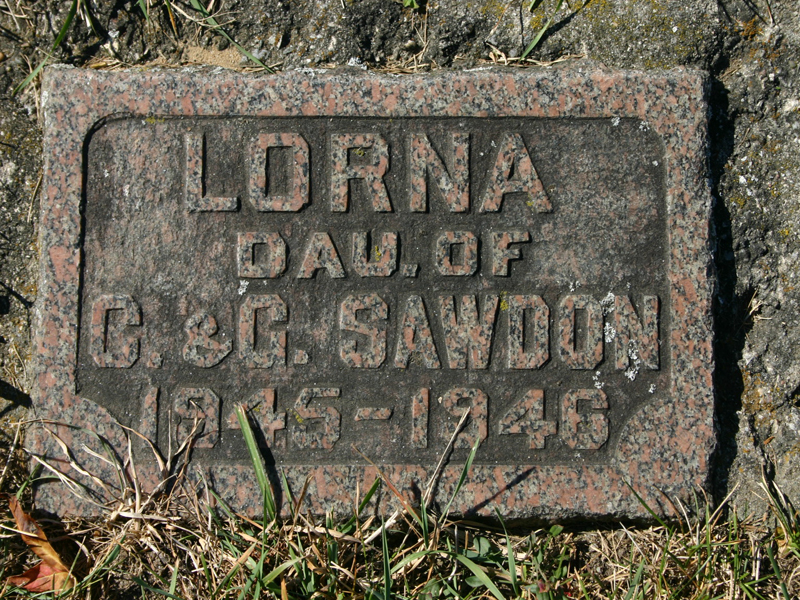 LORNA
DAU. OF
C. & G. SAWDON
1945-1946